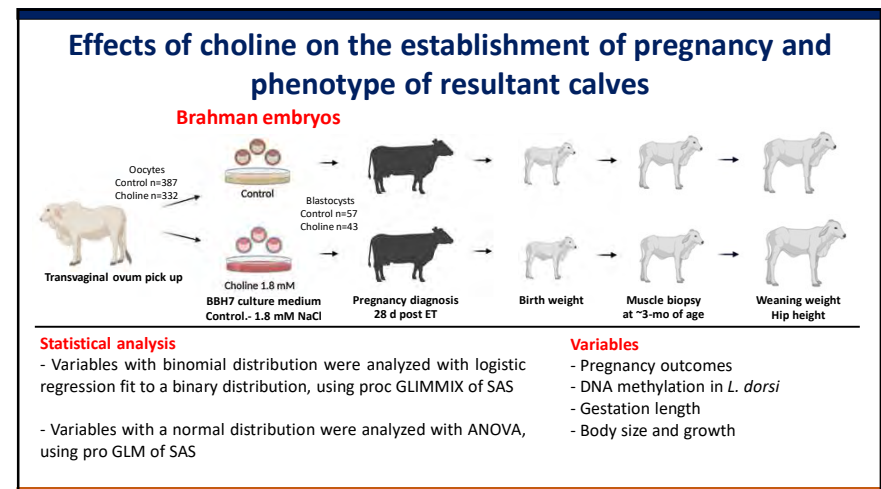 Effects of choline on the establishment of pregnancy and
phenotype of resultant calves
Brahman embryos
Oocytes
Control n=387
Choline n=332
Control
Blastocysts
Control n=57
Choline n=43
Transvaginal ovum pick up
Choline 1.8 mM
BBH7 culture medium
Control.- 1.8 mM NaCl
Pregnancy diagnosis
28 d post ET
Birth weight
Muscle biopsy
at ~3-mo of age
Weaning weight
Hip height
Statistical analysis
- Variables with binomial distribution were analyzed with logistic
regression fit to a binary distribution, using proc GLIMMIX of SAS
- Variables with a normal distribution were analyzed with ANOVA,
using pro GLM of SAS
Variables
- Pregnancy outcomes
- DNA methylation in L. dorsi
- Gestation length
- Body size and growth